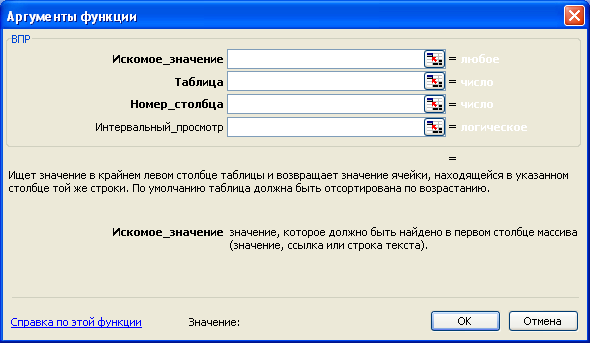 Аргументы функции
ВПР
Искомое_значение = любое
Таблица = число
Номер_столбца = число
Интервальный_просмотр = логическое
=
Ищет значение в крайнем левом столбце таблицы и возвращает значение ячейки, находящейся в указанном
столбце той же строки. По умолчанию таблица должна быть отсортирована по возрастанию.
Искомое_значение значение, которое должно быть найдено в первом столбце массива
(значение, ссылка или строка текста).
Справка по этой функции Значение: ОК Отмена